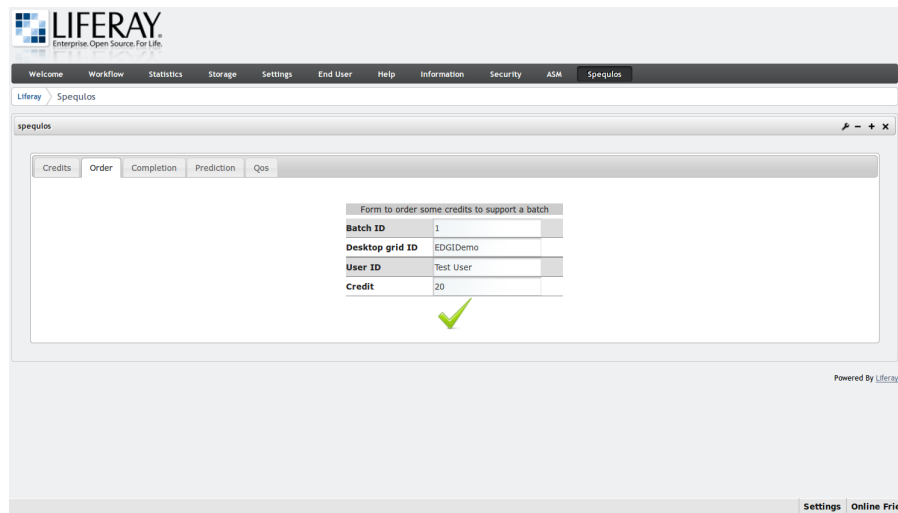 LIFERAY.
Enterprise. Open Source. For Life.
Welcome Workflow Statistics Storage Settings End User Help Information Security ASM Spequlos
Liferay Spequlos
spequlos
Credits Order Completion Prediction Qos
Form to order some credits to support a batch
Batch ID 1
Desktop grid ID EDGIDemo
User ID Test User
Credit 20
Powered By Liferay
Settings Online Frie